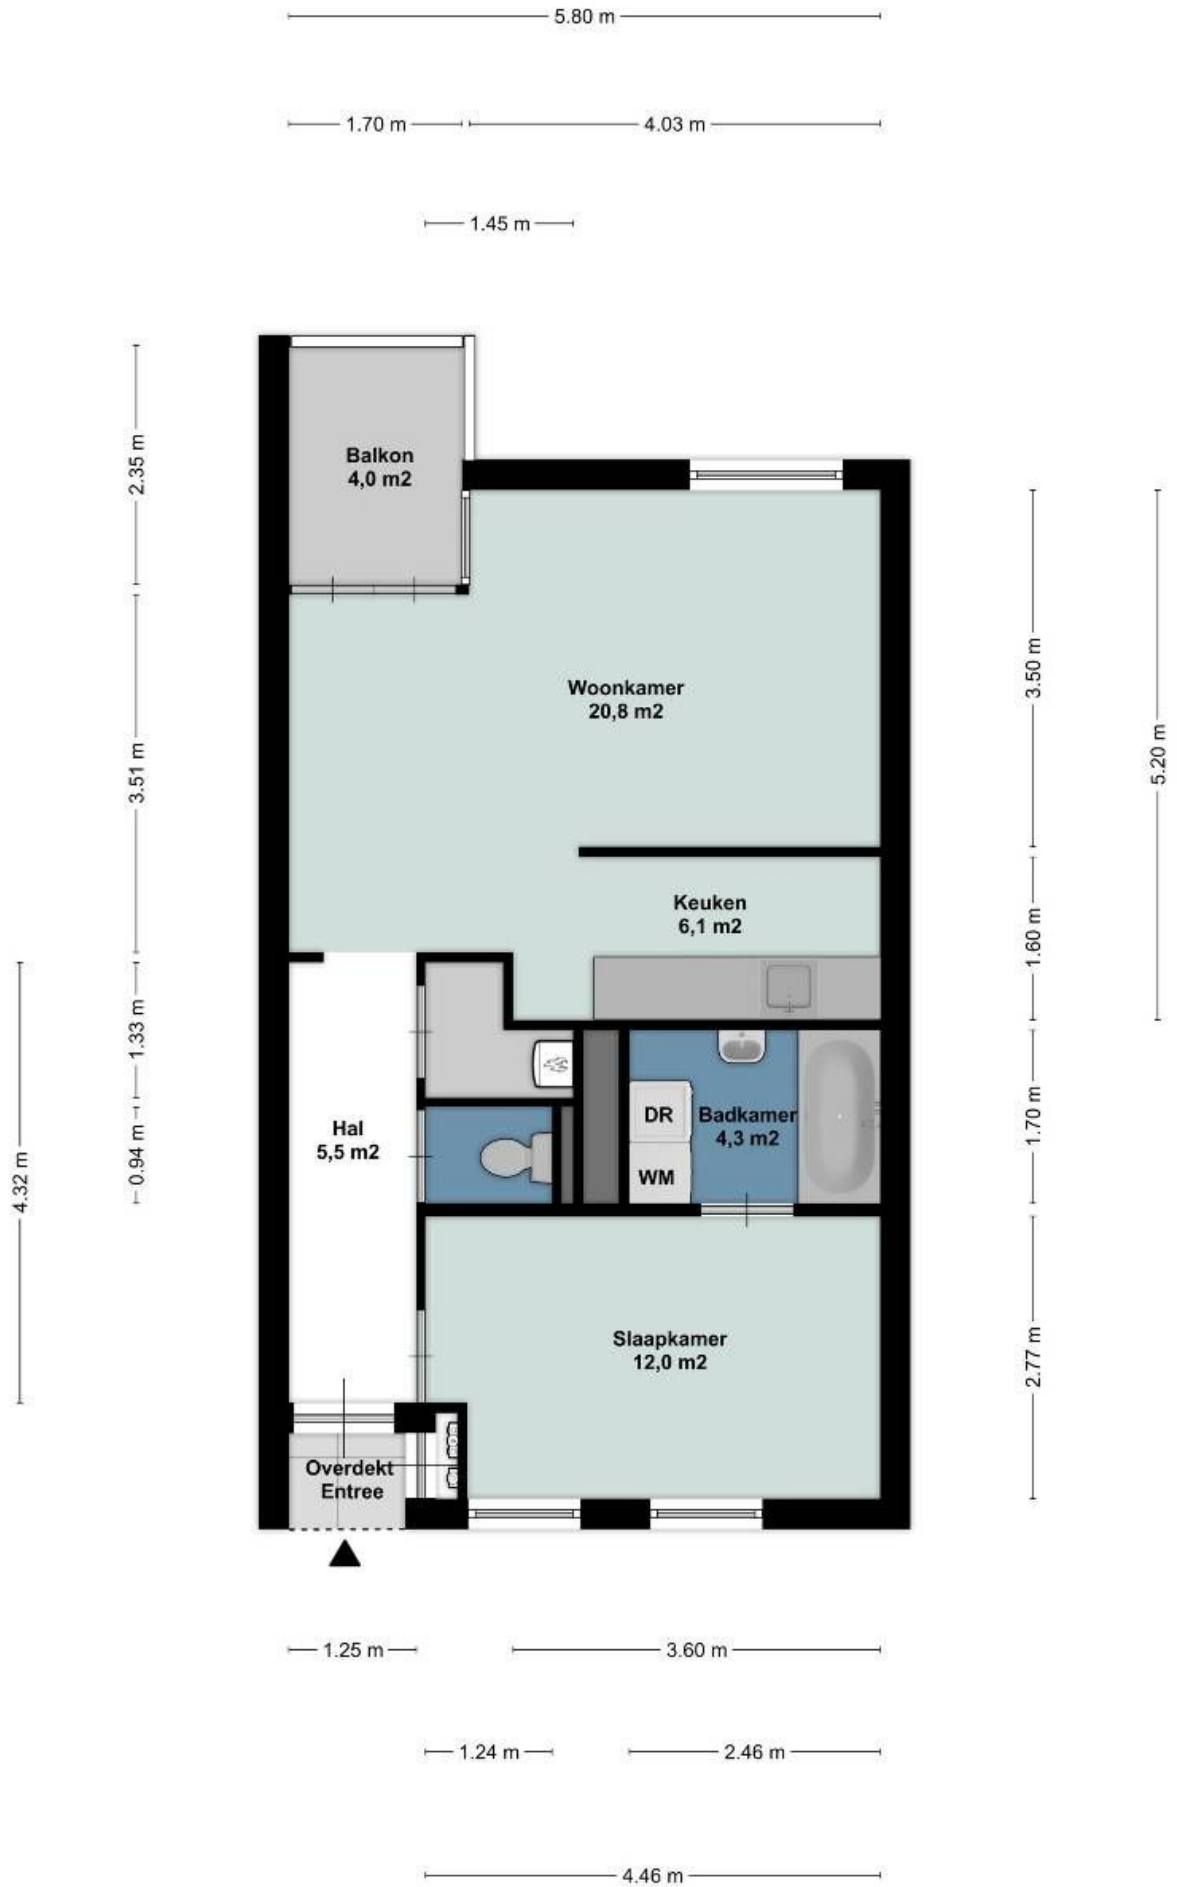 5.80 m
1.70 m
4.03 m
1.45 m
2.35 m
Balkon
4,0 m2
3.50 m
5.20 m
Woonkamer
20,8 m2
3.51 m
Keuken
6,1 m2
1.60 m
1.33 m
4.32 m
0.94 m
Hal
5,5 m2
DR
WM
Badkamer
4,3 m2
1.70 m
Slaapkamer
12,0 m2
2.77 m
Overdekt
Entree
1.25 m
3.60 m
1.24 m
2.46 m
4.46 m